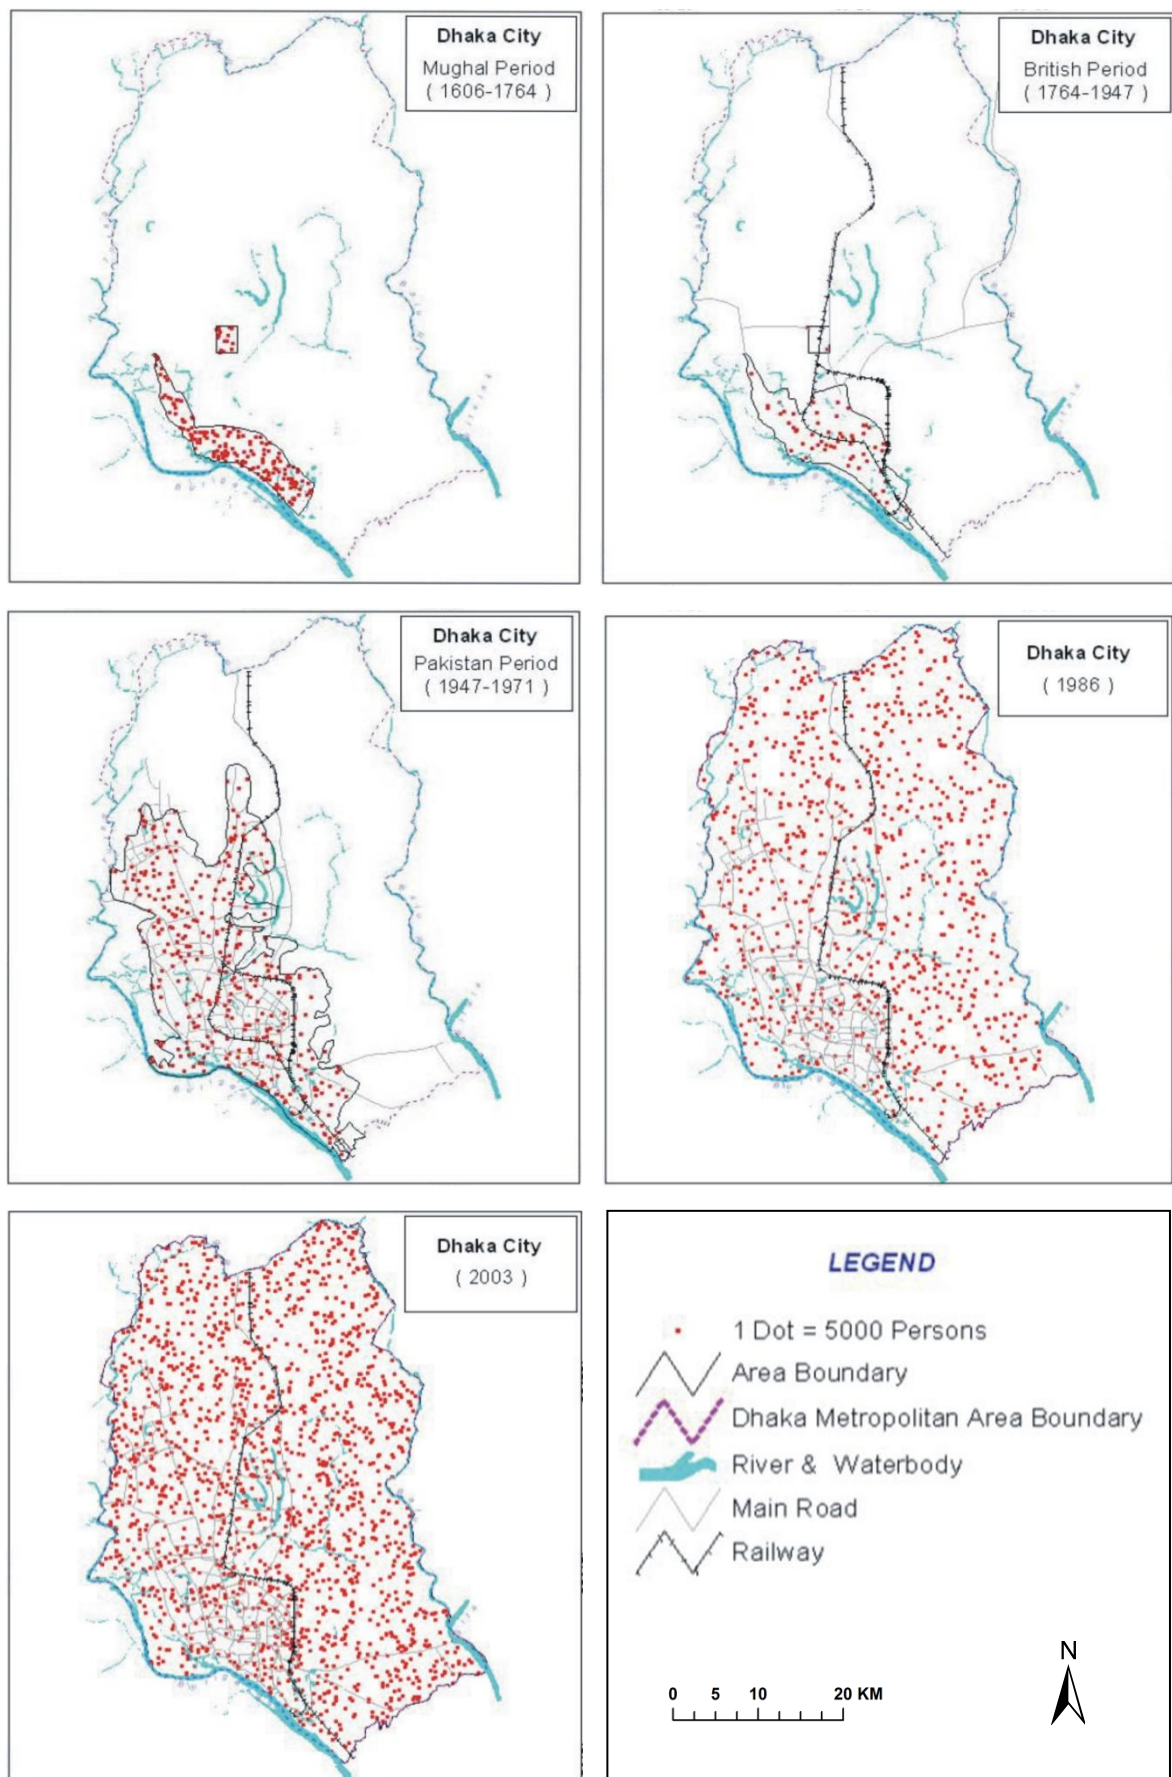 Dhaka City
Mughal Period
( 1606-1764 )
Dhaka City
British Period
( 1764-1947 )
Dhaka City
Pakistan Period
( 1947-1971 )
Dhaka City
( 1986 )
Dhaka City
( 2003 )
LEGEND
1 Dot = 5000 Persons
Area Boundary
Dhaka Metropolitan Area Boundary
River & Waterbody
Main Road
Railway
0 5 10 20 KM
N